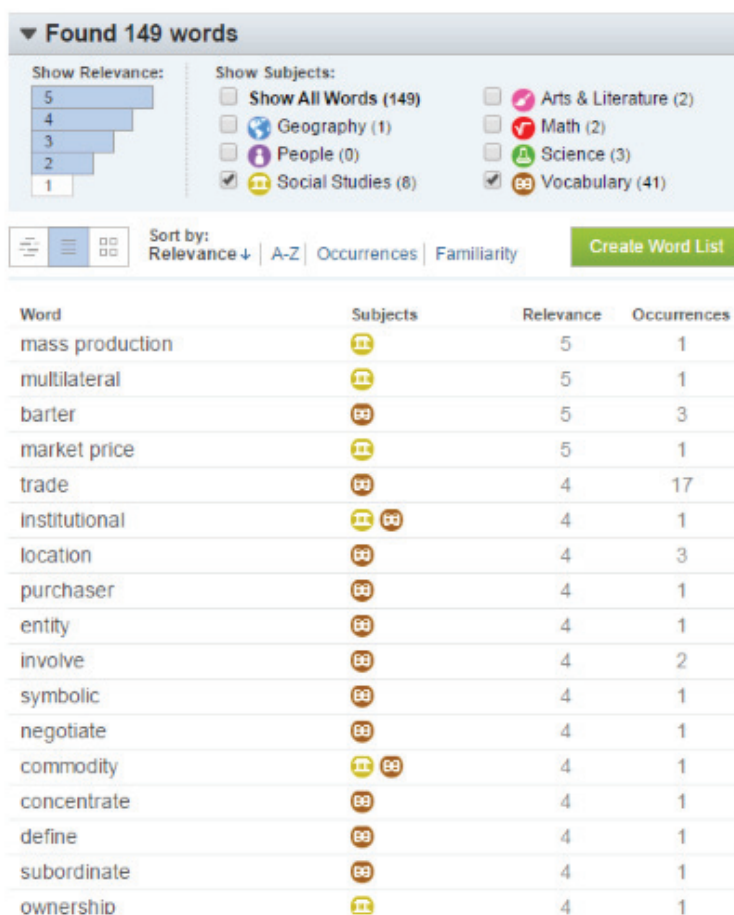 ▼ Found 149 words
Show Relevance: Show Subjects:
5
4
3
2
1
Show All Words (149)
Geography (1)
People (0)
Social Studies (8)
Arts & Literature (2)
Math (2)
Science (3)
Vocabulary (41)
Sort by:
Relevance↓ | A-Z | Occurrences | Familiarity
Create Word List
Word Subjects Relevance Occurrences
mass production 5 1
multilateral 5 1
barter 5 3
market price 5 1
trade 4 17
institutional 4 1
location 4 3
purchaser 4 1
entity 4 1
involve 4 2
symbolic 4 1
negotiate 4 1
commodity 4 1
concentrate 4 1
define 4 1
subordinate 4 1
ownership 4 1